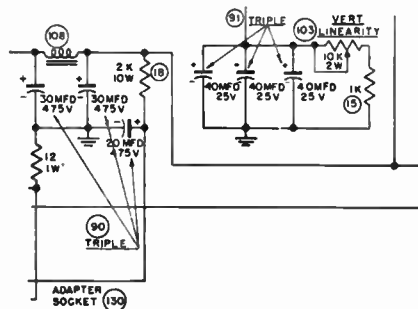 108
2K
10W
18
+
-
30MFD
475V
+
-
30MFD
475V
- +
20MFD
475V
12
1W
90
TRIPLE
ADAPTER
SOCKET 130
91
TRIPLE
103
VERT
LINEARITY
10K
2W
1K
15
+
-
40MFD
25V
+
-
40MFD
25V
+
-
40MFD
25V